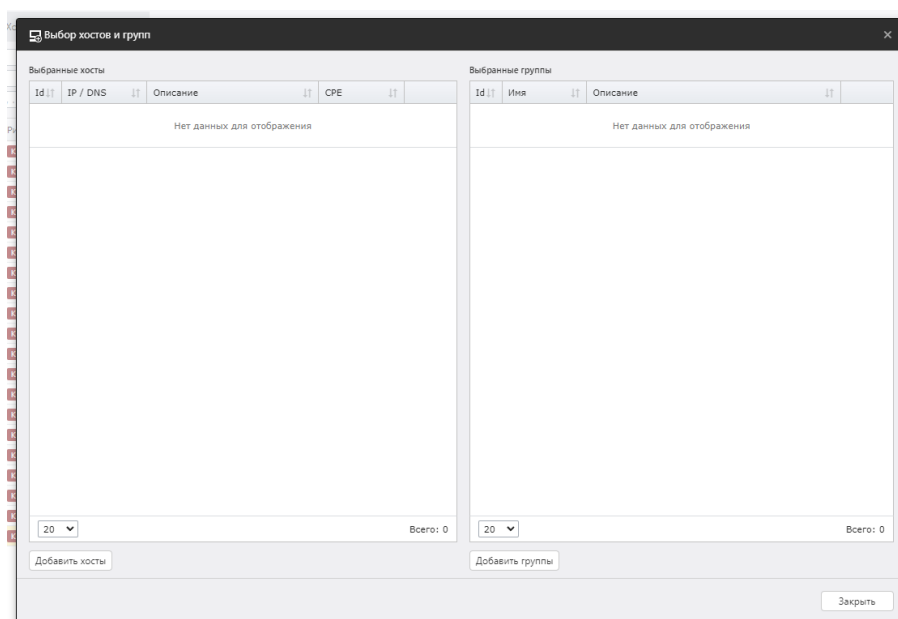 Выбор хостов и групп
Выбранные хосты
Id IP / DNS Описание CPE
Нет данных для отображения
20 Всего: 0
Добавить хосты
Выбранные группы
Id Имя Описание
Нет данных для отображения
20 Всего: 0
Добавить группы
Закрыть